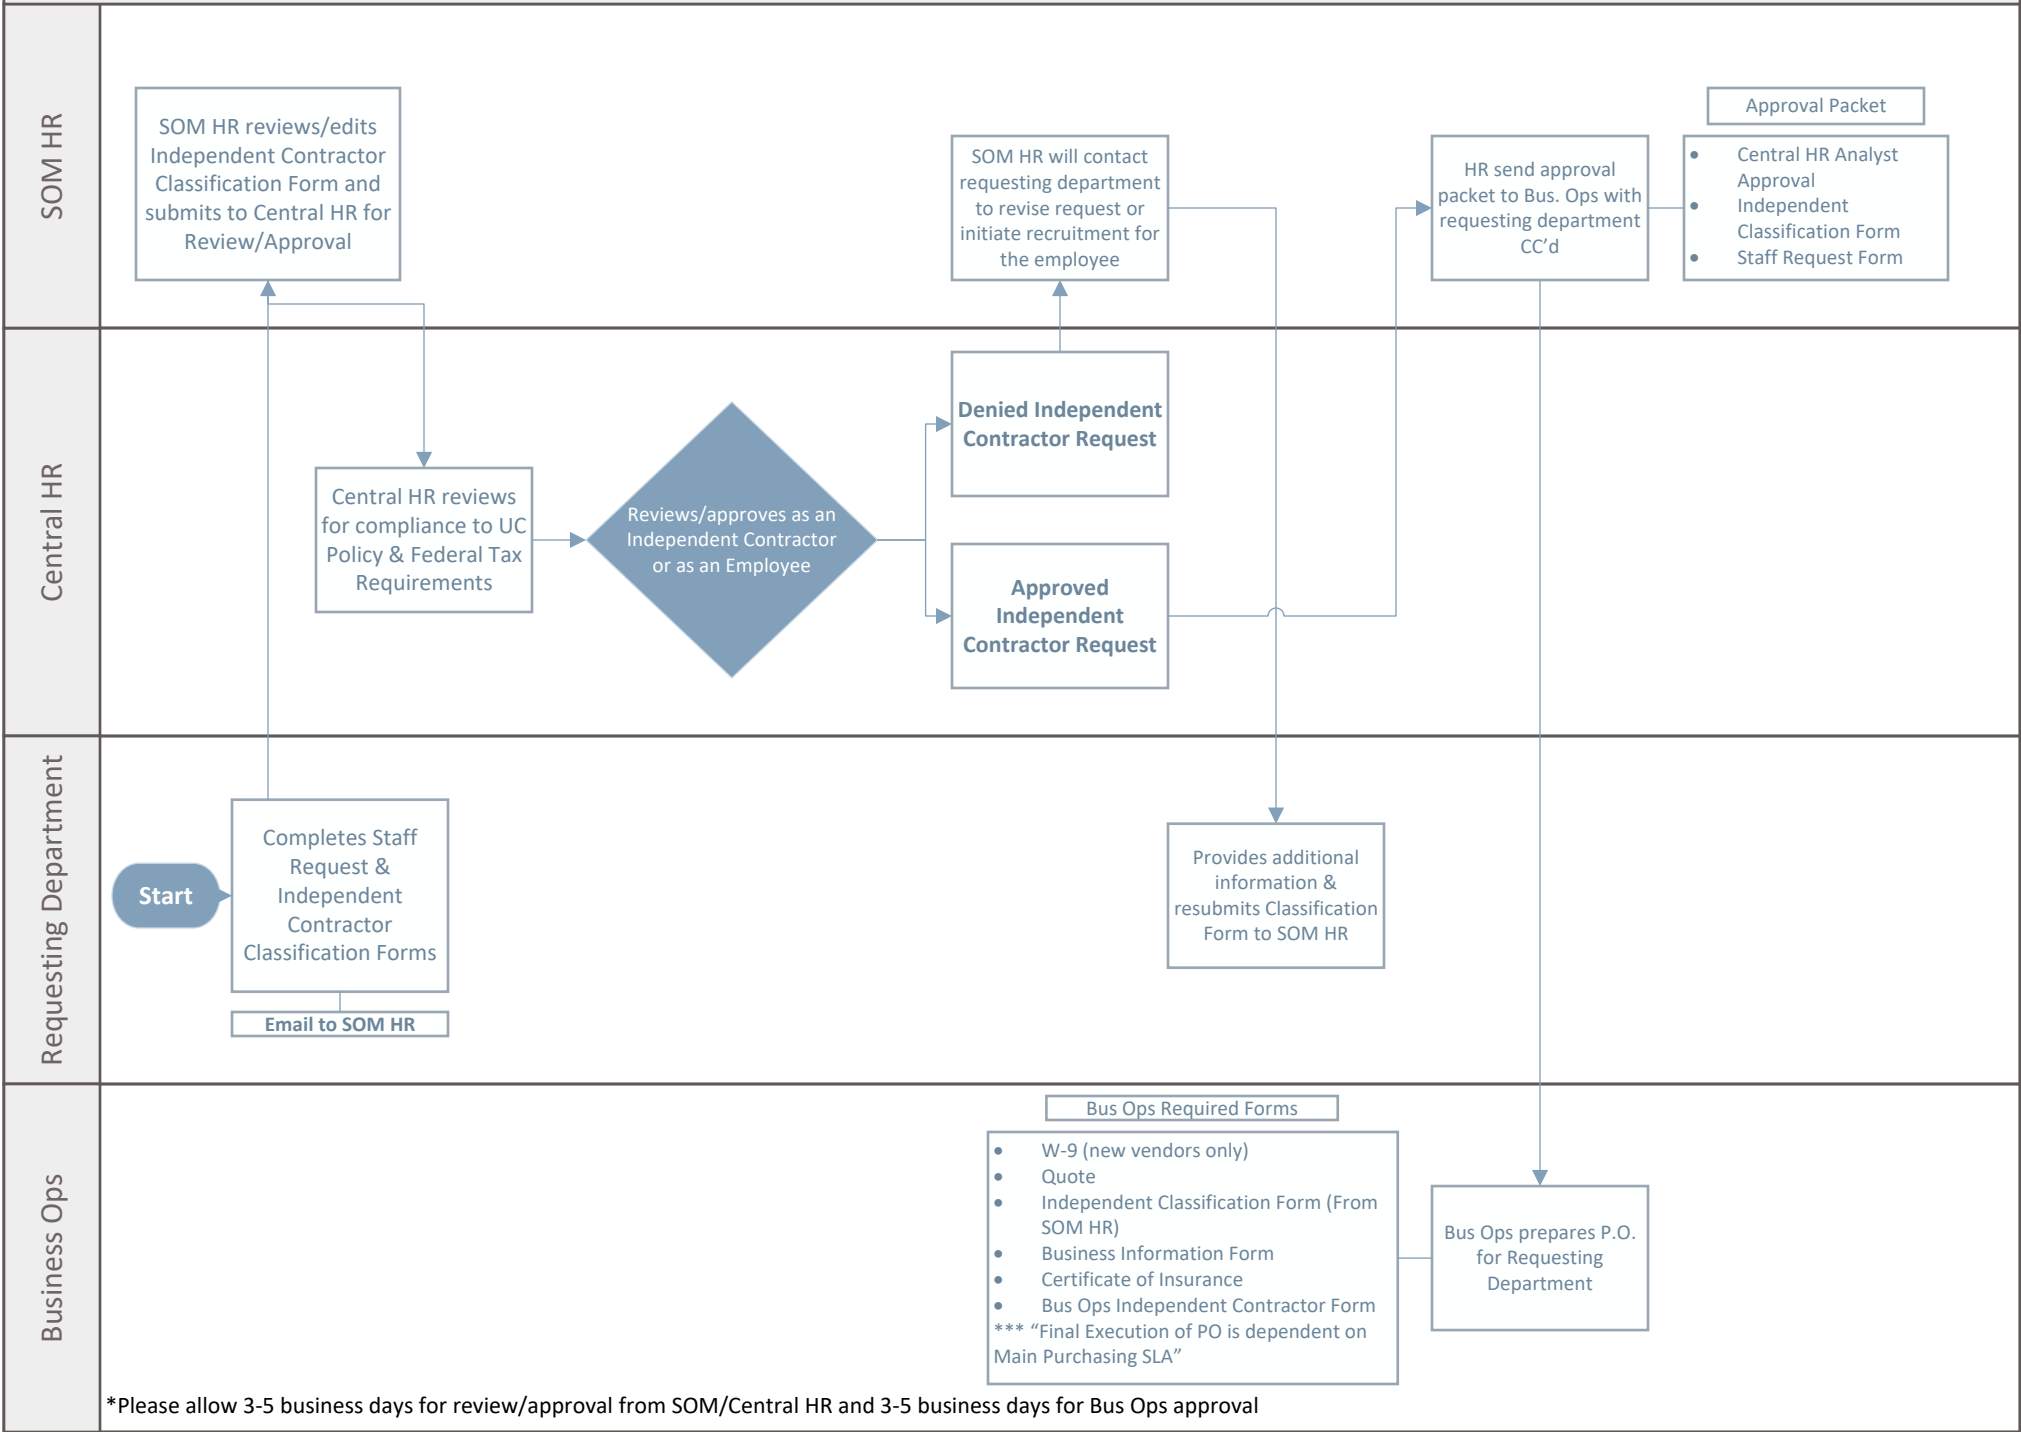 SOM HR
SOM HR reviews/edits
Independent Contractor
Classification Form and
submits to Central HR for
Review/Approval
SOM HR will contact
requesting department
to revise request or
initiate recruitment for
the employee
HR send approval
packet to Bus. Ops with
requesting department
CC’d
Approval Packet
• Central HR Analyst
Approval
• Independent
Classification Form
• Staff Request Form
Central HR
Central HR reviews
for compliance to UC
Policy & Federal Tax
Requirements
Reviews/approves as an
Independent Contractor
or as an Employee
Denied Independent
Contractor Request
Approved
Independent
Contractor Request
Requesting Department
Start
Completes Staff
Request &
Independent
Contractor
Classification Forms
Email to SOM HR
Provides additional
information &
resubmits Classification
Form to SOM HR
Business Ops
Bus Ops Required Forms
• W-9 (new vendors only)
• Quote
• Independent Classification Form (From
SOM HR)
• Business Information Form
• Certificate of Insurance
• Bus Ops Independent Contractor Form
*** “Final Execution of PO is dependent on
Main Purchasing SLA”
Bus Ops prepares P.O.
for Requesting
Department
*Please allow 3-5 business days for review/approval from SOM/Central HR and 3-5 business days for Bus Ops approval